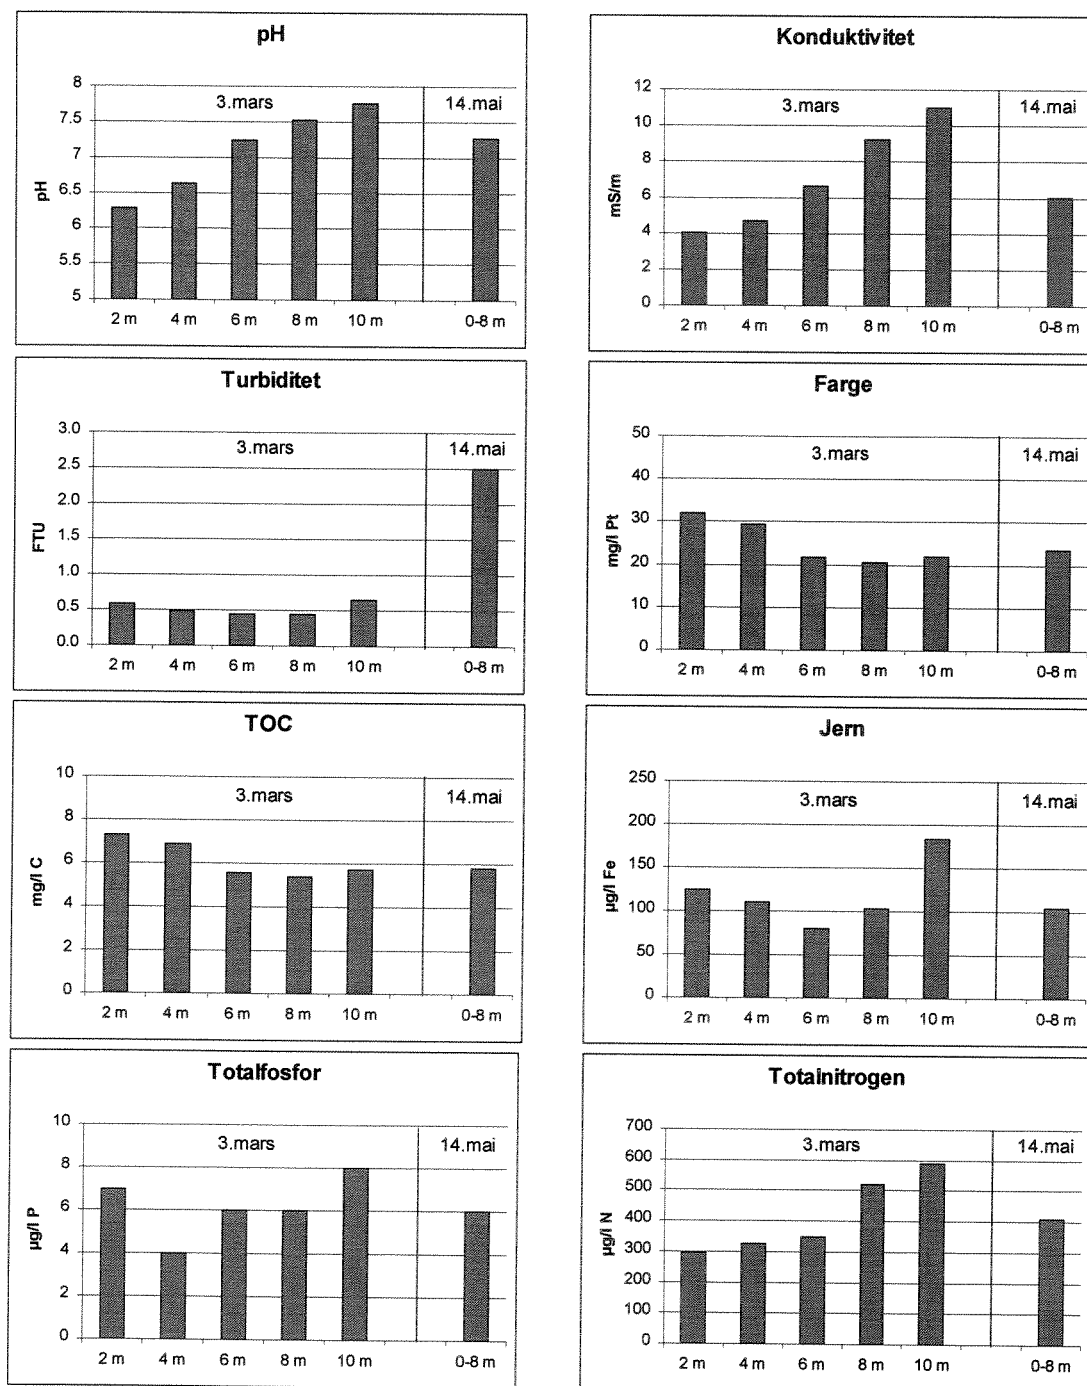 pH
8
7.5
7
6.5
6
5.5
5
pH
3.mars
14.mai
2 m 4 m 6 m 8 m 10 m 0-8 m
Konduktivitet
12
10
8
6
4
2
0
mS/m
3.mars
14.mai
2 m 4 m 6 m 8 m 10 m 0-8 m
Turbiditet
3.0
2.5
2.0
1.5
1.0
0.5
0.0
FTU
3.mars
14.mai
2 m 4 m 6 m 8 m 10 m 0-8 m
Farge
50
40
30
20
10
0
mg/l Pt
3.mars
14.mai
2 m 4 m 6 m 8 m 10 m 0-8 m
TOC
10
8
6
4
2
0
mg/l C
3.mars
14.mai
2 m 4 m 6 m 8 m 10 m 0-8 m
Jern
250
200
150
100
50
0
µg/l Fe
3.mars
14.mai
2 m 4 m 6 m 8 m 10 m 0-8 m
Totalfosfor
10
8
6
4
2
0
µg/l P
3.mars
14.mai
2 m 4 m 6 m 8 m 10 m 0-8 m
Totalnitrogen
700
600
500
400
300
200
100
0
µg/l N
3.mars
14.mai
2 m 4 m 6 m 8 m 10 m 0-8 m